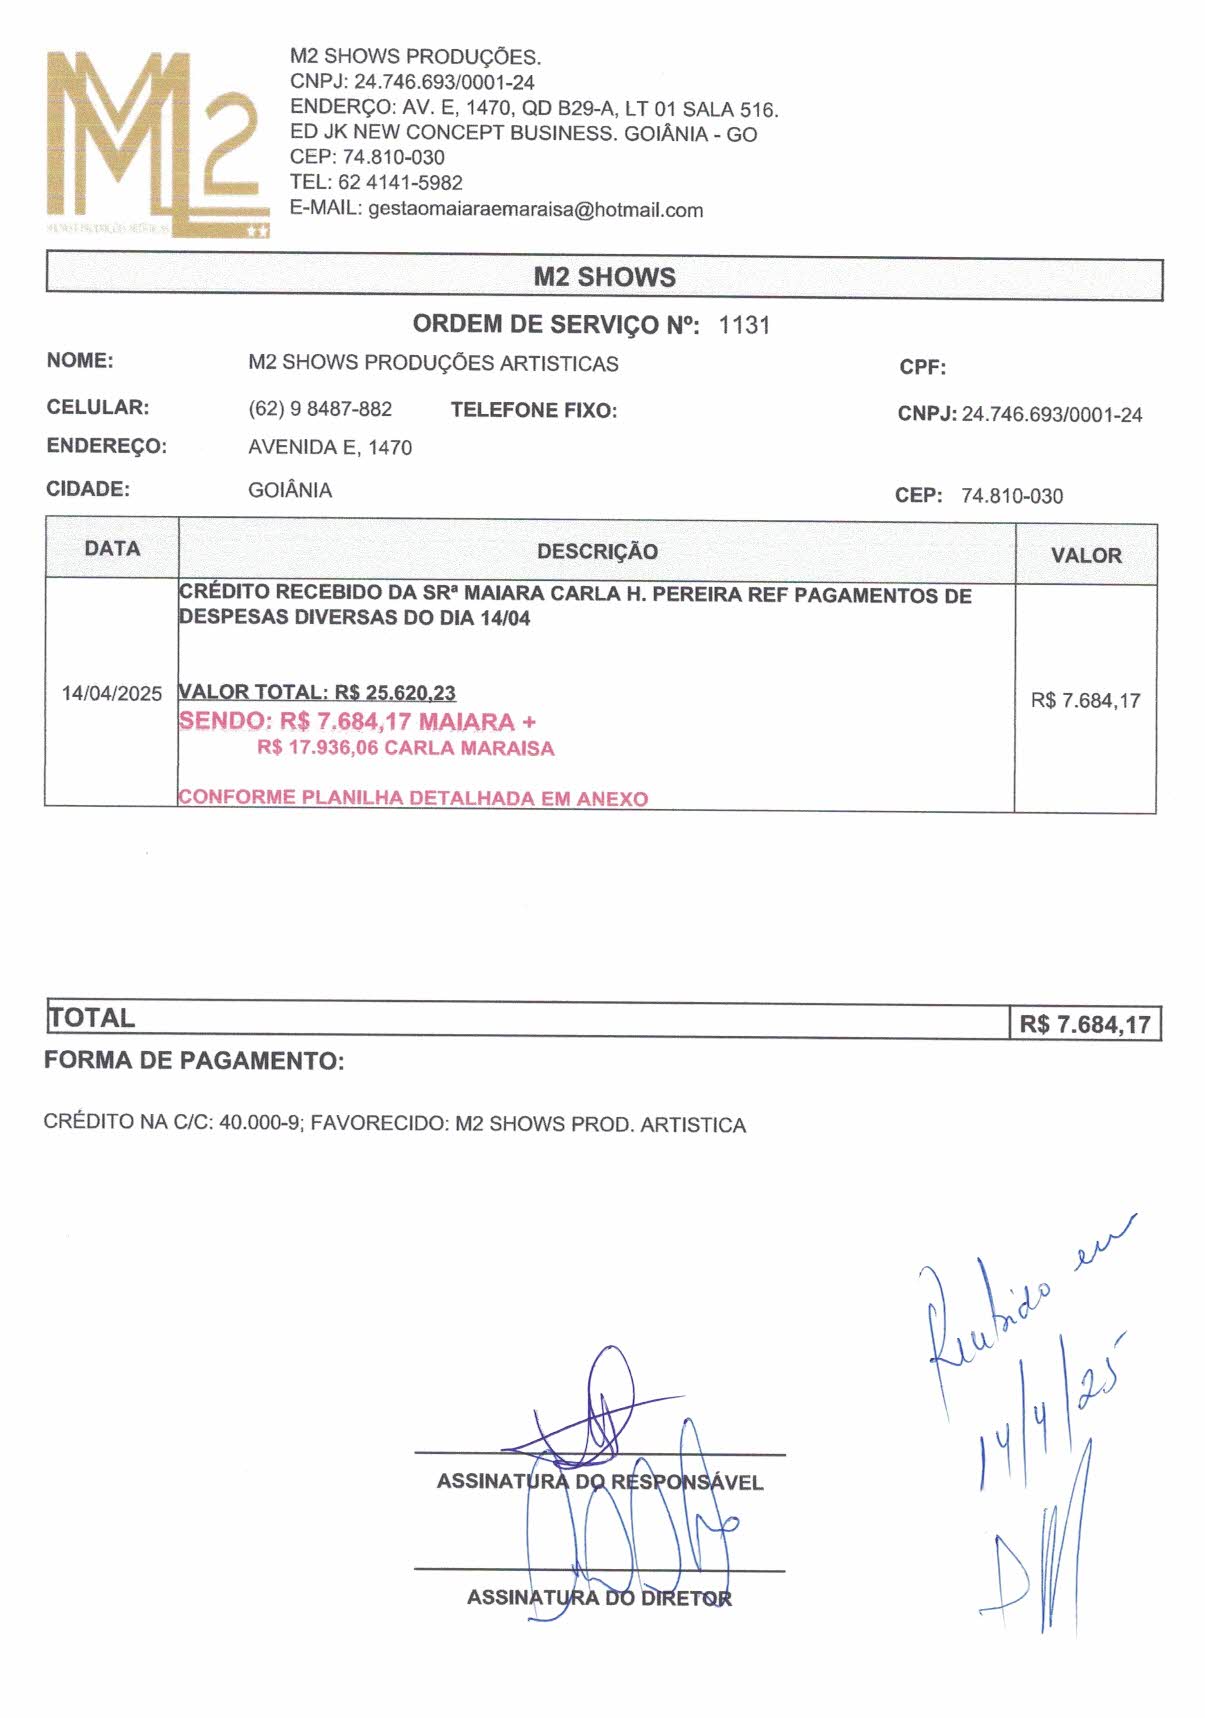 M2
M2 SHOWS PRODUÇÕES.
CNPJ: 24.746.693/0001-24
ENDERÇO: AV. E, 1470, QD B29-A, LT 01 SALA 516.
ED JK NEW CONCEPT BUSINESS. GOIÂNIA - GO
CEP: 74.810-030
TEL: 62 4141-5982
E-MAIL: gestaomaiaraemaraisa@hotmail.com
M2 SHOWS
ORDEM DE SERVIÇO Nº: 1131
NOME: M2 SHOWS PRODUÇÕES ARTISTICAS CPF:
CELULAR: (62) 9 8487-882 TELEFONE FIXO: CNPJ: 24.746.693/0001-24
ENDEREÇO: AVENIDA E, 1470
CIDADE: GOIÂNIA CEP: 74.810-030
DATA DESCRIÇÃO VALOR
CRÉDITO RECEBIDO DA SRª MAIARA CARLA H. PEREIRA REF PAGAMENTOS DE
DESPESAS DIVERSAS DO DIA 14/04
14/04/2025 VALOR TOTAL: R$ 25.620,23 R$ 7.684,17
SENDO: R$ 7.684,17 MAIARA +
R$ 17.936,06 CARLA MARAISA
CONFORME PLANILHA DETALHADA EM ANEXO
TOTAL R$ 7.684,17
FORMA DE PAGAMENTO:
CRÉDITO NA C/C: 40.000-9; FAVORECIDO: M2 SHOWS PROD. ARTISTICA
Recebido em
14/4/25
ASSINATURA DO RESPONSÁVEL
ASSINATURA DO DIRETOR